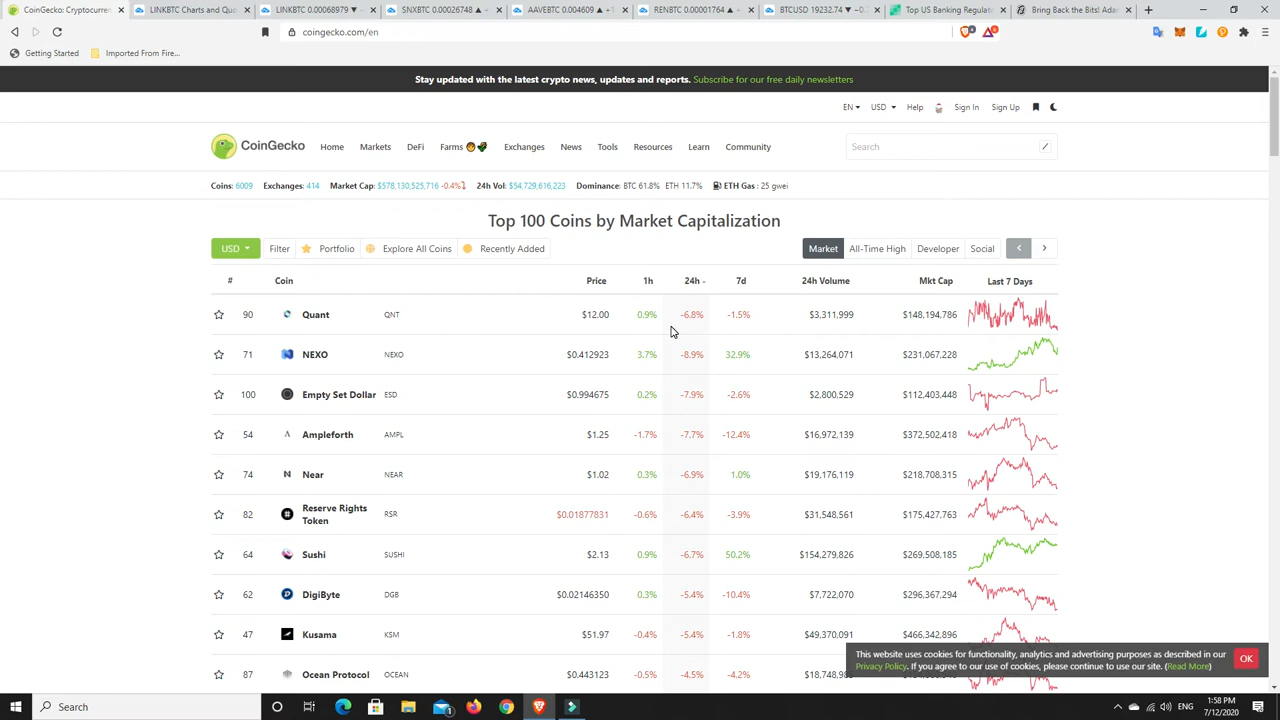 CoinGecko: Cryptocurrenc
LINKBTC Charts and Quo
LINKBTC 0.00068979 ▼
SNXBTC 0.00026748 ▲
AAVEBTC 0.004609 ▲ +1
RENBTC 0.00001764 ▲
BTCUSD 19232.74 ▼ −0.
Top US Banking Regulato
Bring Back the Bits! Adam
coingecko.com/en
Getting Started
Imported From Fire...
Stay updated with the latest crypto news, updates and reports. Subscribe for our free daily newsletters
EN USD Help Sign In Sign Up
CoinGecko Home Markets DeFi Farms Exchanges News Tools Resources Learn Community
Search /
Coins: 6009 Exchanges: 414 Market Cap: $578,130,525,716 -0.4% 24h Vol: $54,729,616,223 Dominance: BTC 61.8% ETH 11.7% ETH Gas : 25 gwei
Top 100 Coins by Market Capitalization
USD Filter Portfolio Explore All Coins Recently Added Market All-Time High Developer Social < >
# Coin Price 1h 24h 7d 24h Volume Mkt Cap Last 7 Days
90 Quant QNT $12.00 0.9% -6.8% -1.5% $3,311,999 $148,194,786
71 NEXO NEXO $0.412923 3.7% -8.9% 32.9% $13,264,071 $231,067,228
100 Empty Set Dollar ESD $0.994675 0.2% -7.9% -2.6% $2,800,529 $112,403,448
54 Ampleforth AMPL $1.25 -1.7% -7.7% -12.4% $16,972,139 $372,502,418
74 Near NEAR $1.02 0.3% -6.9% 1.0% $19,176,119 $218,708,315
82 Reserve Rights Token RSR $0.01877831 -0.6% -6.4% -3.9% $31,548,561 $175,427,763
64 Sushi SUSHI $2.13 0.9% -6.7% 50.2% $154,279,826 $269,508,185
62 DigiByte DGB $0.02146350 0.3% -5.4% -10.4% $7,722,070 $296,367,294
47 Kusama KSM $51.97 -0.4% -5.4% -1.8% $49,370,091 $466,342,896
87 Ocean Protocol OCEAN $0.443123 -0.5% -4.5% -4.2%
This website uses cookies for functionality, analytics and advertising purposes as described in our
Privacy Policy. If you agree to our use of cookies, please continue to use our site. (Read More)
OK
Search
ENG
1:58 PM
7/12/2020